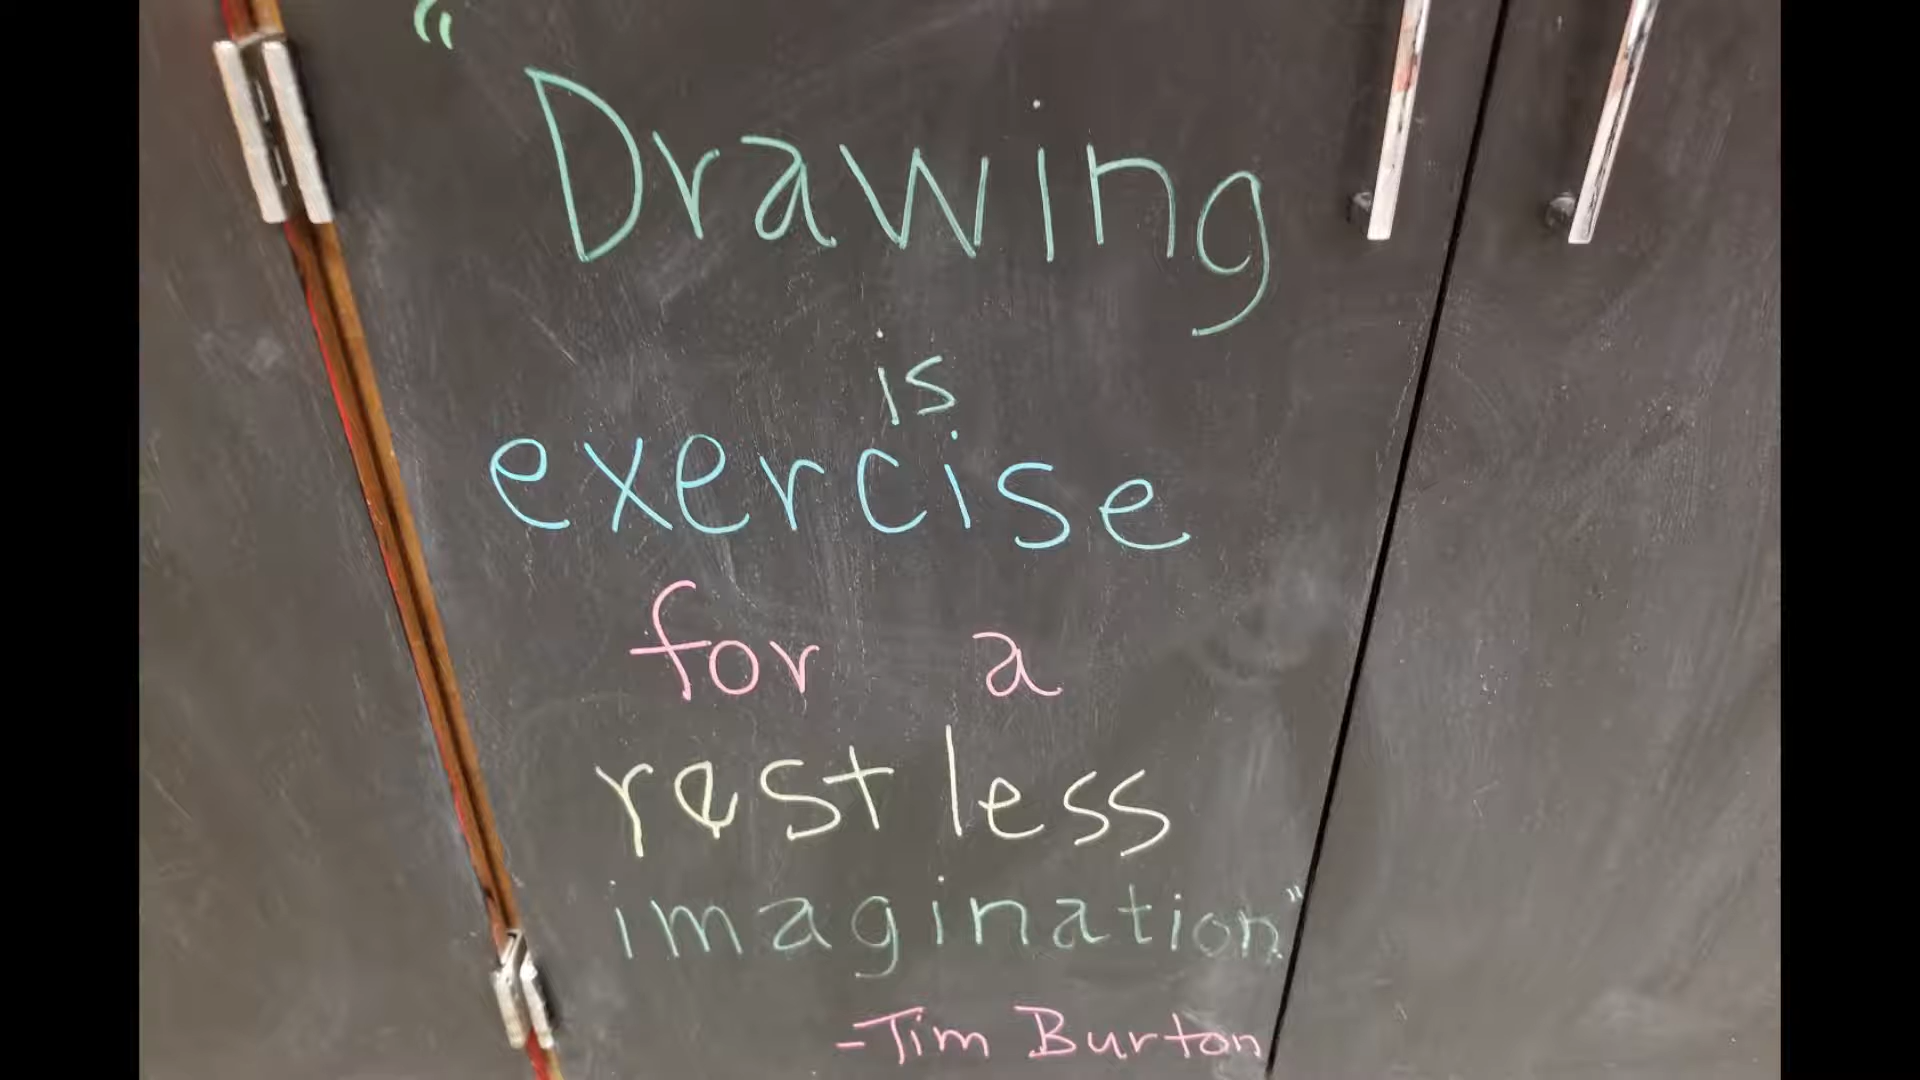 "Drawing
is
exercise
for a
restless
imagination"
-Tim Burton